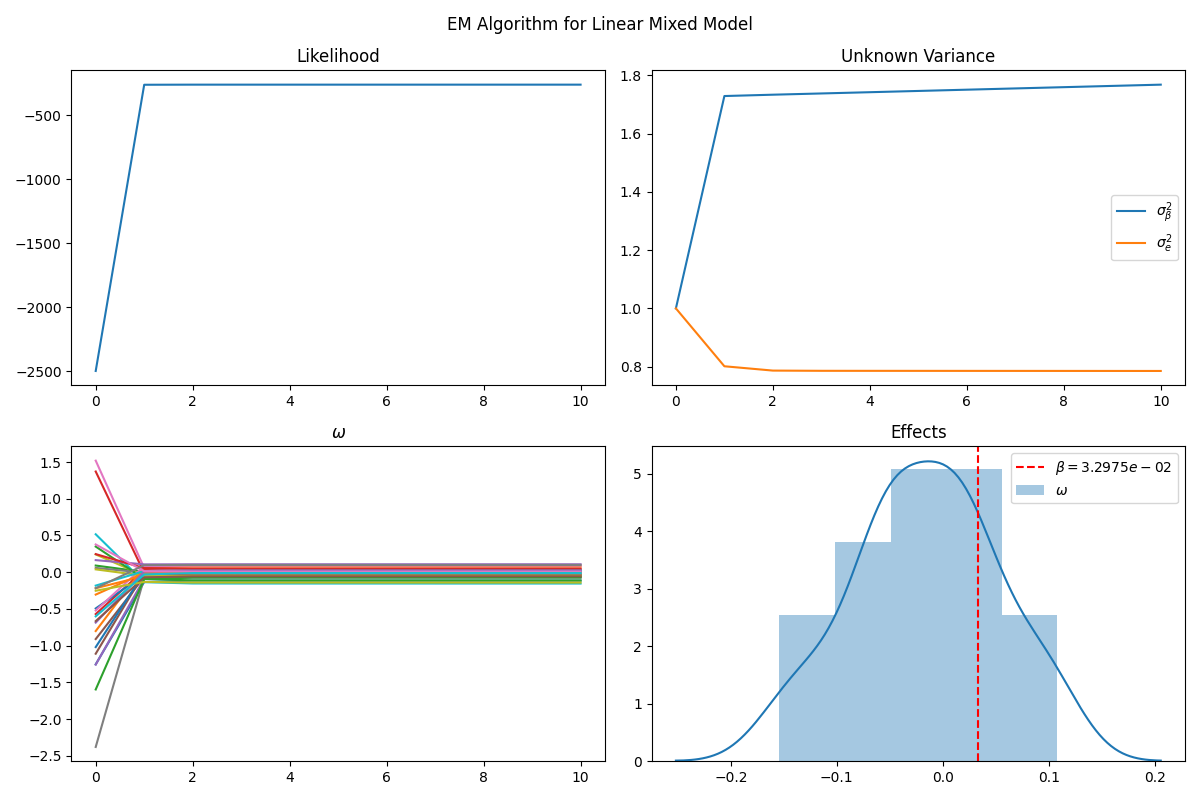 EM Algorithm for Linear Mixed Model
Likelihood
−500
−1000
−1500
−2000
−2500
0 2 4 6 8 10
Unknown Variance
1.8
1.6
1.4
1.2
1.0
0.8
σ²_β
σ²_e
0 2 4 6 8 10
ω
1.5
1.0
0.5
0.0
−0.5
−1.0
−1.5
−2.0
−2.5
0 2 4 6 8 10
Effects
5
4
3
2
1
0
β = 3.2975e − 02
ω
−0.2 −0.1 0.0 0.1 0.2